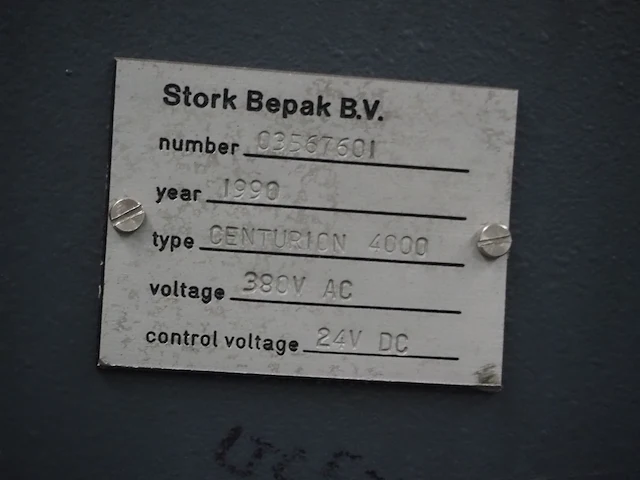 Stork Bepak B.V.
number 03567601
year 1990
type CENTURION 4000
voltage 380V AC
control voltage 24V DC